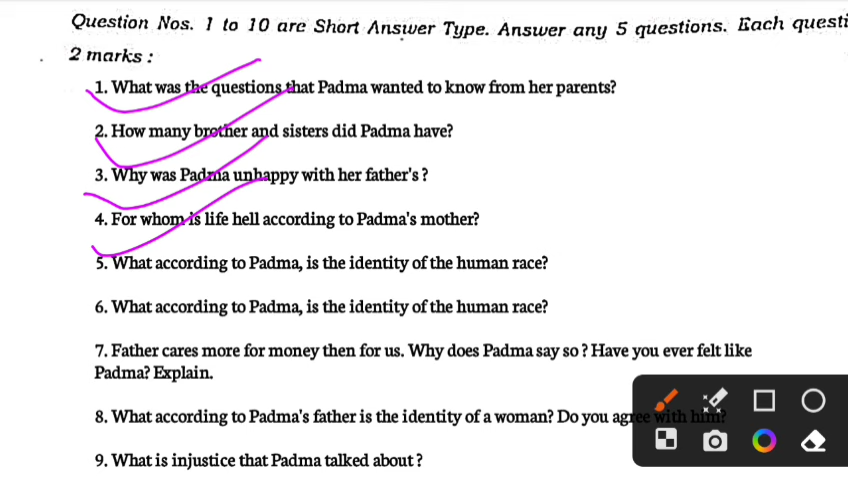 Question Nos. 1 to 10 are Short Answer Type. Answer any 5 questions. Each questi
2 marks :
1. What was the questions that Padma wanted to know from her parents?
2. How many brother and sisters did Padma have?
3. Why was Padma unhappy with her father's ?
4. For whom is life hell according to Padma's mother?
5. What according to Padma, is the identity of the human race?
6. What according to Padma, is the identity of the human race?
7. Father cares more for money then for us. Why does Padma say so ? Have you ever felt like
Padma? Explain.
8. What according to Padma's father is the identity of a woman? Do you agree with him?
9. What is injustice that Padma talked about ?